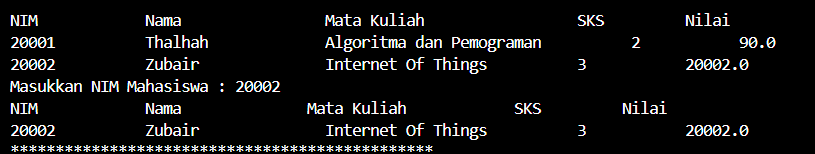 NIM Nama Mata Kuliah SKS Nilai
20001 Thalhah Algoritma dan Pemograman 2 90.0
20002 Zubair Internet Of Things 3 20002.0
Masukkan NIM Mahasiswa : 20002
NIM Nama Mata Kuliah SKS Nilai
20002 Zubair Internet Of Things 3 20002.0
***********************************************